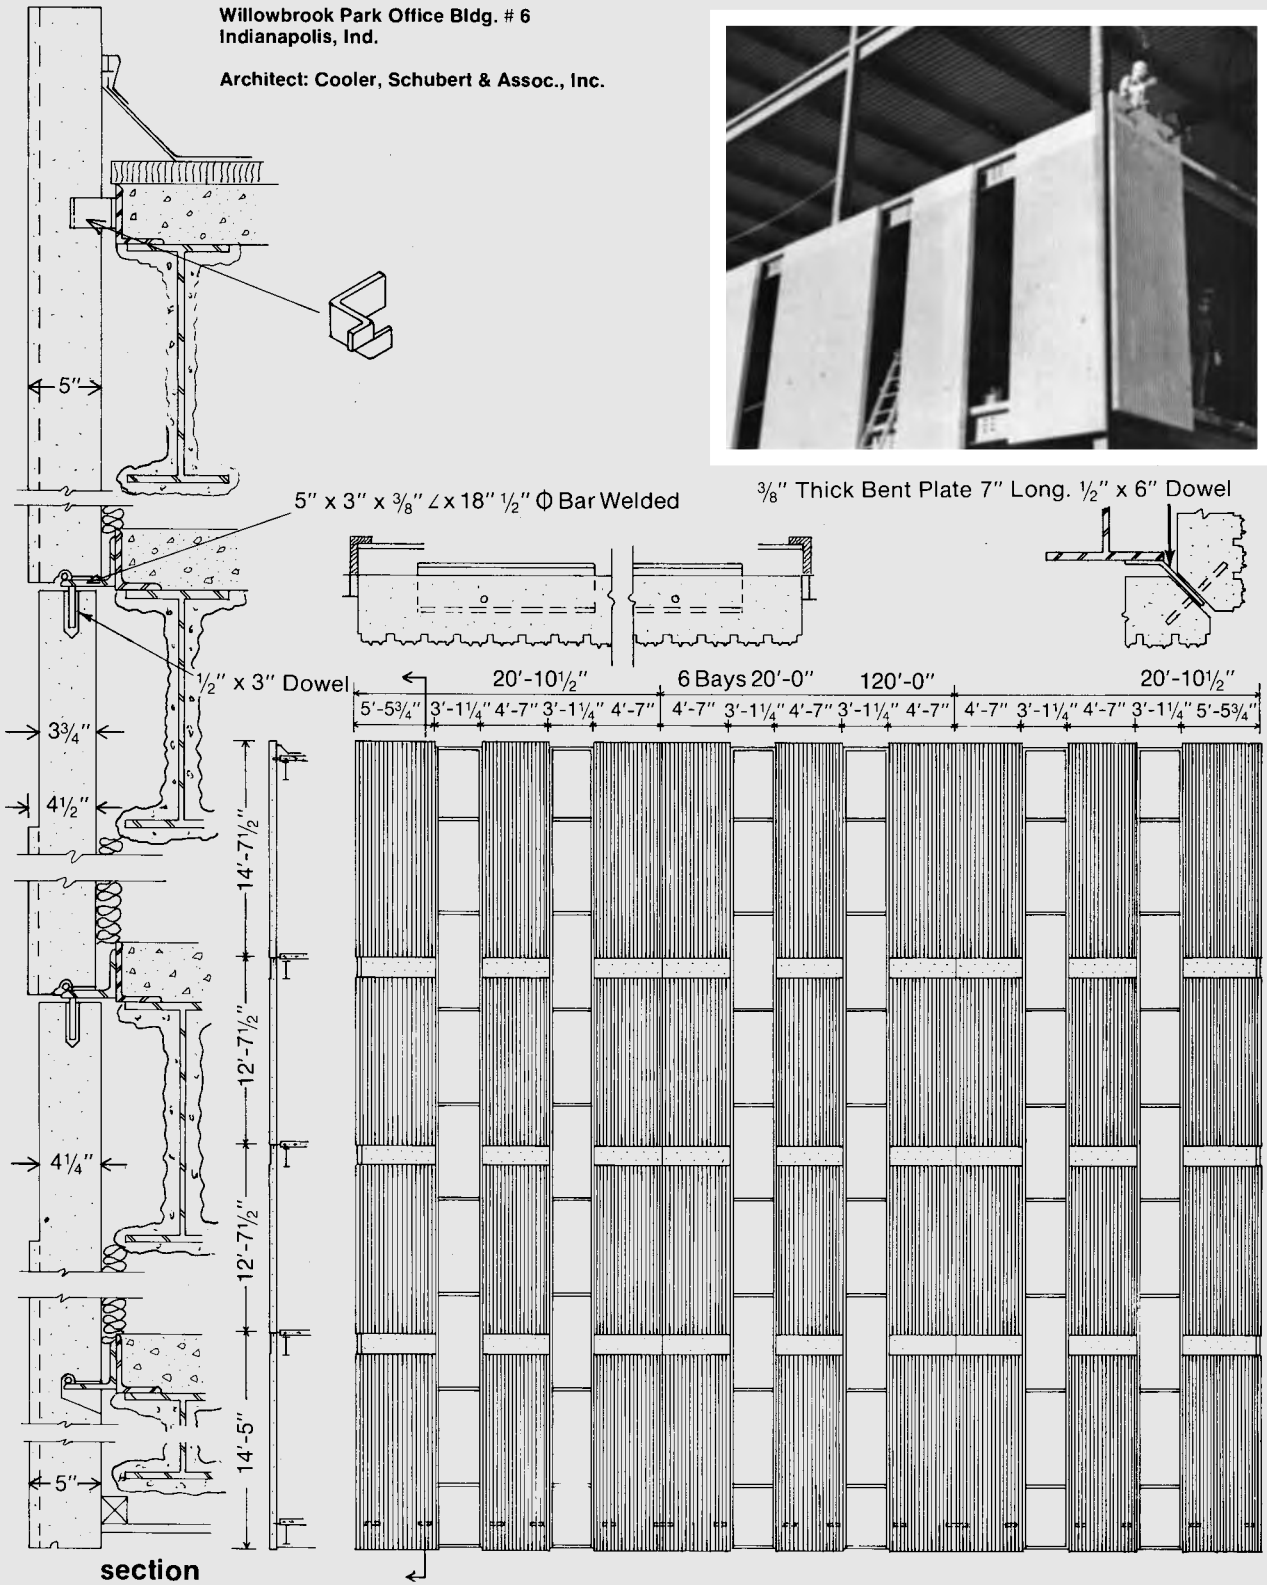 Willowbrook Park Office Bldg. # 6
Indianapolis, Ind.
Architect: Cooler, Schubert & Assoc., Inc.
5"
5" x 3" x 3/8" ∠ x 18" 1/2" Φ Bar Welded
3/8" Thick Bent Plate 7" Long. 1/2" x 6" Dowel
1/2" x 3" Dowel
20'-10 1/2" 6 Bays 20'-0" 120'-0" 20'-10 1/2"
5'-5 3/4" 3'-1 1/4" 4'-7" 3'-1 1/4" 4'-7" 4'-7" 3'-1 1/4" 4'-7" 3'-1 1/4" 4'-7" 4'-7" 3'-1 1/4" 4'-7" 3'-1 1/4" 5'-5 3/4"
3 3/4"
4 1/2"
14'-7 1/2"
12'-7 1/2"
4 1/4"
12'-7 1/2"
14'-5"
5"
section